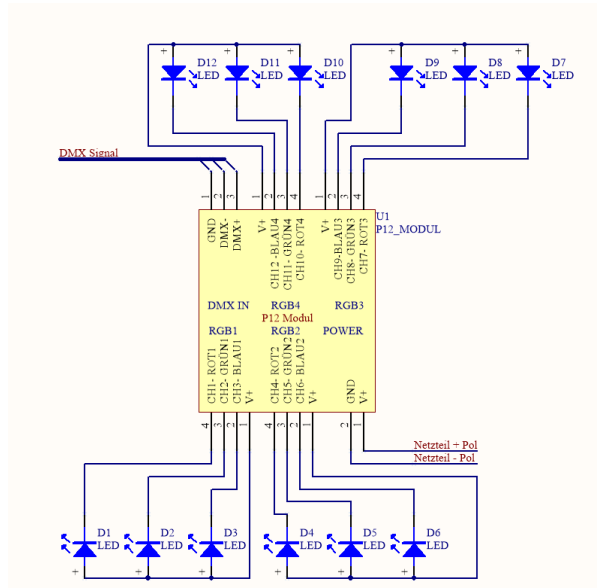 + D12 LED
D11 LED
D10 LED
+ D9 LED
D8 LED
D7 LED
DMX Signal
1 2 3
1 2 3 4
1 2 3 4
U1
P12_MODUL
GND
DMX-
DMX+
V+
CH12 -BLAU4
CH11- GRÜN4
CH10- ROT4
V+
CH9-BLAU3
CH8- GRÜN3
CH7- ROT3
DMX IN RGB4 RGB3
P12 Modul
RGB1 RGB2 POWER
CH1- ROT1
CH2- GRÜN1
CH3- BLAU1
V+
CH4- ROT2
CH5- GRÜN2
CH6- BLAU2
V+
GND
V+
4 3 2 1
4 3 2 1
2 1
Netzteil + Pol
Netzteil - Pol
D1 LED +
D2 LED
D3 LED
D4 LED
D5 LED
D6 LED +